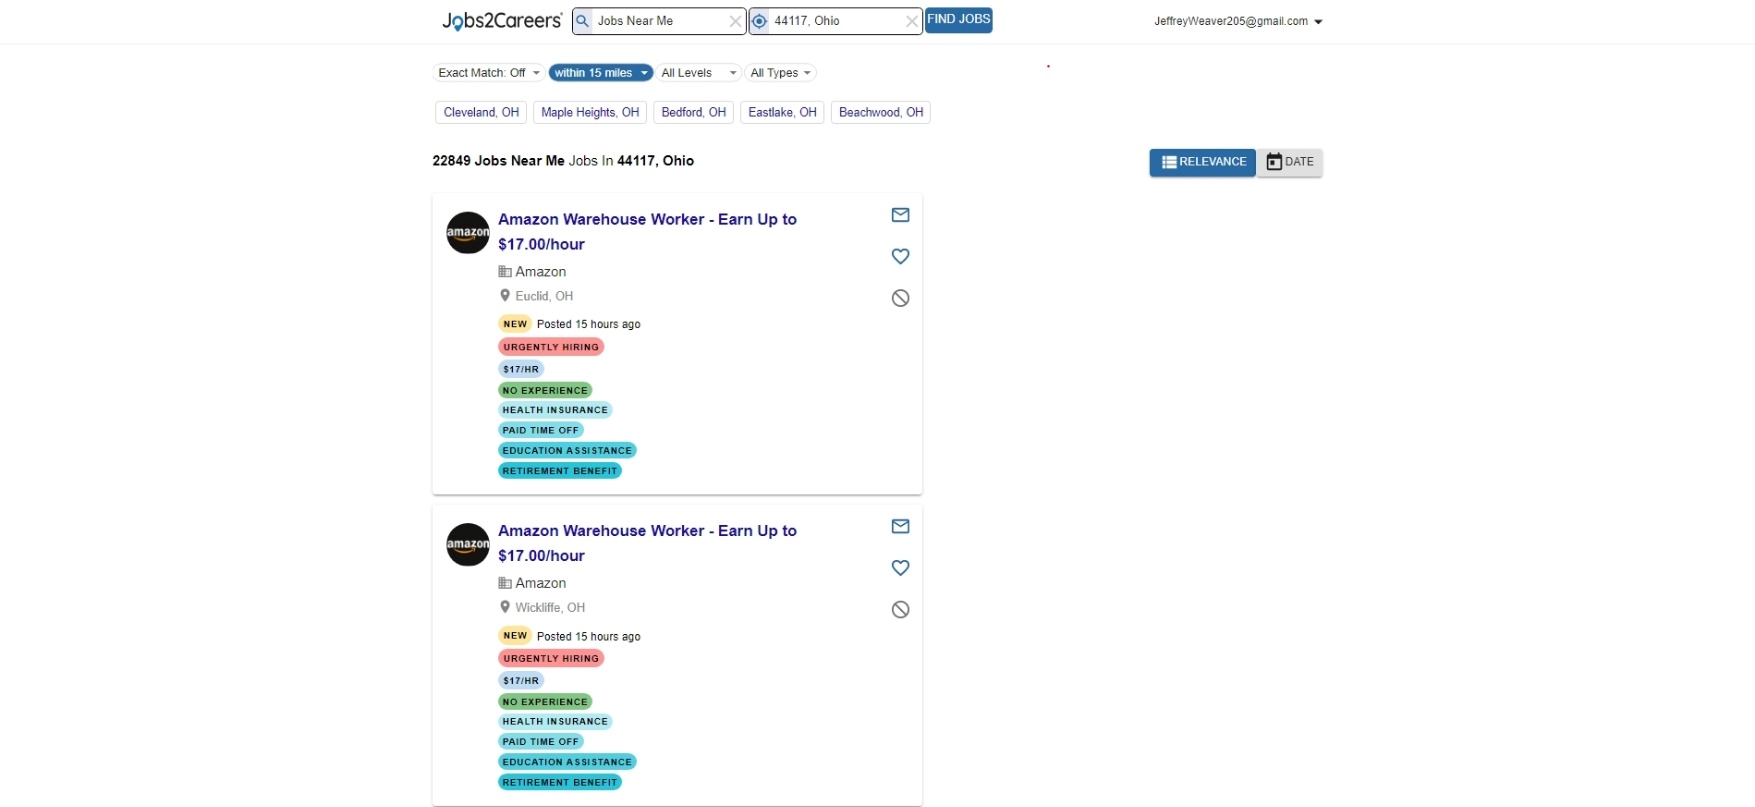 Jobs2Careers Jobs Near Me 44117, Ohio FIND JOBS JeffreyWeaver205@gmail.com
Exact Match: Off within 15 miles All Levels All Types
Cleveland, OH Maple Heights, OH Bedford, OH Eastlake, OH Beachwood, OH
22849 Jobs Near Me Jobs In 44117, Ohio RELEVANCE DATE
amazon
Amazon Warehouse Worker - Earn Up to
$17.00/hour
Amazon
Euclid, OH
NEW Posted 15 hours ago
URGENTLY HIRING
$17/HR
NO EXPERIENCE
HEALTH INSURANCE
PAID TIME OFF
EDUCATION ASSISTANCE
RETIREMENT BENEFIT
amazon
Amazon Warehouse Worker - Earn Up to
$17.00/hour
Amazon
Wickliffe, OH
NEW Posted 15 hours ago
URGENTLY HIRING
$17/HR
NO EXPERIENCE
HEALTH INSURANCE
PAID TIME OFF
EDUCATION ASSISTANCE
RETIREMENT BENEFIT